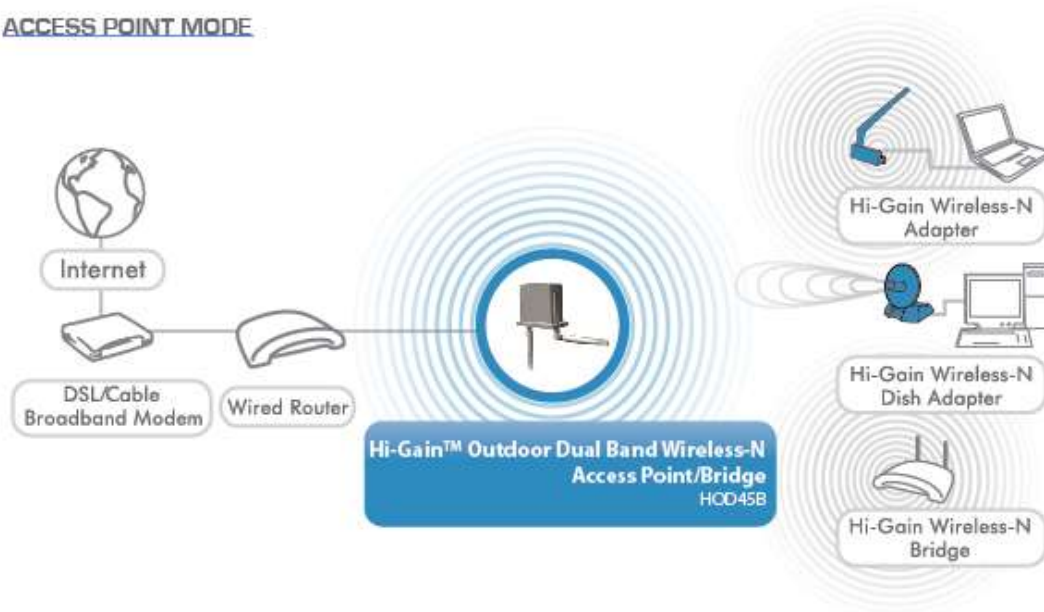 ACCESS POINT MODE
Internet
DSL/Cable
Broadband Modem
Wired Router
Hi-Gain™ Outdoor Dual Band Wireless-N
Access Point/Bridge
HOD45B
Hi-Gain Wireless-N
Adapter
Hi-Gain Wireless-N
Dish Adapter
Hi-Gain Wireless-N
Bridge